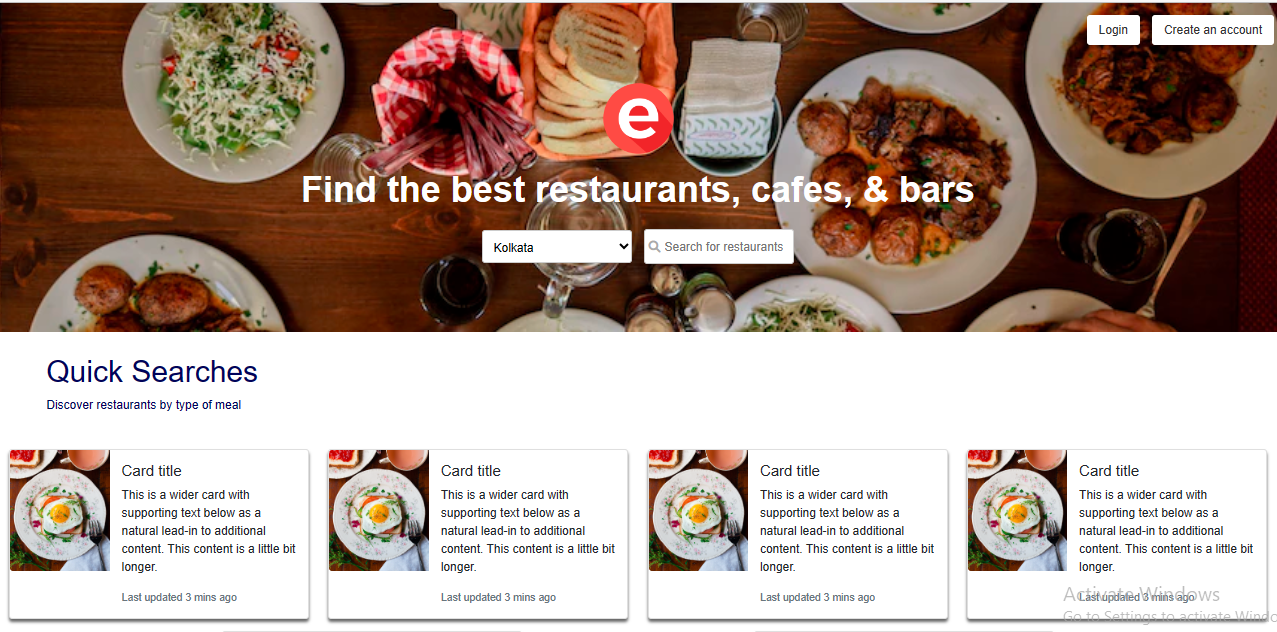 Login
Create an account
e
Find the best restaurants, cafes, & bars
Kolkata
Search for restaurants
Quick Searches
Discover restaurants by type of meal
Card title
This is a wider card with
supporting text below as a
natural lead-in to additional
content. This content is a little bit
longer.
Last updated 3 mins ago
Card title
This is a wider card with
supporting text below as a
natural lead-in to additional
content. This content is a little bit
longer.
Last updated 3 mins ago
Card title
This is a wider card with
supporting text below as a
natural lead-in to additional
content. This content is a little bit
longer.
Last updated 3 mins ago
Card title
This is a wider card with
supporting text below as a
natural lead-in to additional
content. This content is a little bit
longer.
Last updated 3 mins ago
Activate Windows
Go to Settings to activate Windo